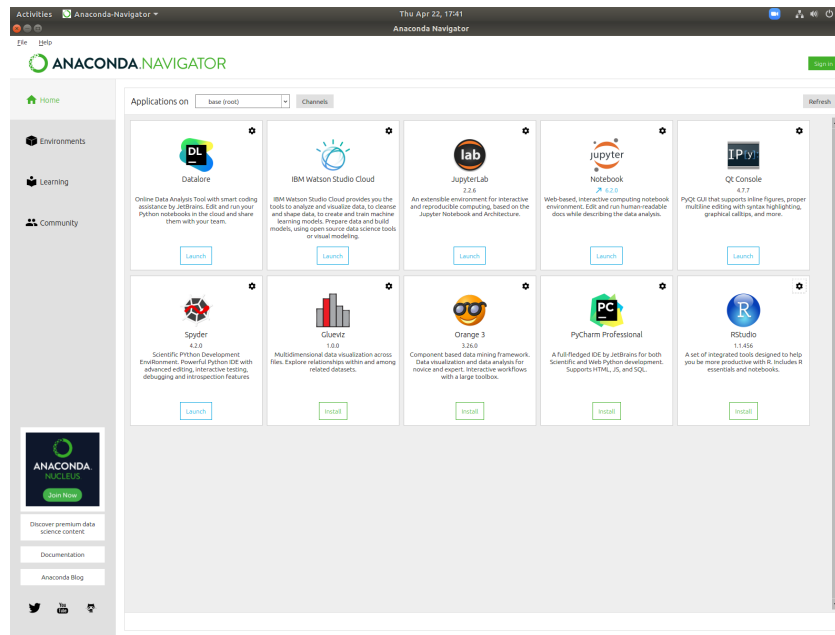 Activities Anaconda-Navigator
Thu Apr 22, 17:41
Anaconda Navigator
File Help
ANACONDA.NAVIGATOR
Sign in
Home
Environments
Learning
Community
Applications on base (root) Channels Refresh
DL
Datalore
Online Data Analysis Tool with smart coding
assistance by JetBrains. Edit and run your
Python notebooks in the cloud and share
them with your team.
Launch
IBM Watson Studio Cloud
IBM Watson Studio Cloud provides you the
tools to analyze and visualize data, to cleanse
and shape data, to create and train machine
learning models. Prepare data and build
models, using open source data science tools
or visual modeling.
Launch
lab
JupyterLab
2.2.6
An extensible environment for interactive
and reproducible computing, based on the
Jupyter Notebook and Architecture.
Launch
jupyter
Notebook
6.2.0
Web-based, interactive computing notebook
environment. Edit and run human-readable
docs while describing the data analysis.
Launch
IP[y]:
Qt Console
4.7.7
PyQt GUI that supports inline figures, proper
multiline editing with syntax highlighting,
graphical calltips, and more.
Launch
Spyder
4.2.0
Scientific PYthon Development
EnviRonment. Powerful Python IDE with
advanced editing, interactive testing,
debugging and introspection features
Launch
Glueviz
1.0.0
Multidimensional data visualization across
files. Explore relationships within and among
related datasets.
Install
Orange 3
3.26.0
Component based data mining framework.
Data visualization and data analysis for
novice and expert. Interactive workflows
with a large toolbox.
Install
PC
PyCharm Professional
A full-fledged IDE by JetBrains for both
Scientific and Web Python development.
Supports HTML, JS, and SQL.
Install
R
RStudio
1.1.456
A set of integrated tools designed to help
you be more productive with R. Includes R
essentials and notebooks.
Install
ANACONDA.
NUCLEUS
Join Now
Discover premium data
science content
Documentation
Anaconda Blog
You
Tube